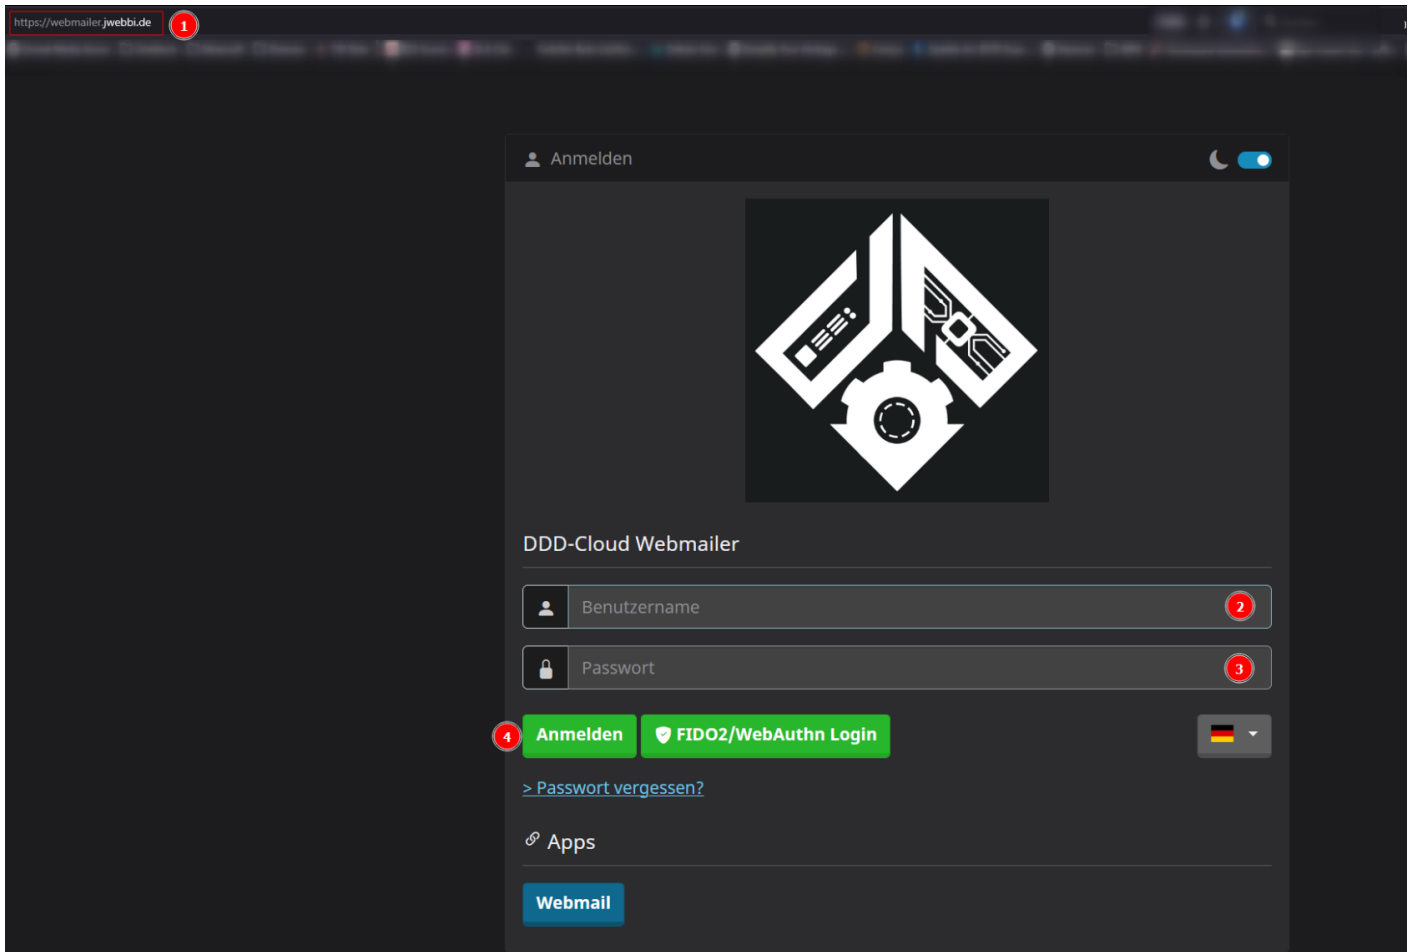 https://webmailer.jwebbi.de 1
Anmelden
DDD-Cloud Webmailer
Benutzername 2
Passwort 3
4 Anmelden FIDO2/WebAuthn Login
> Passwort vergessen?
Apps
Webmail